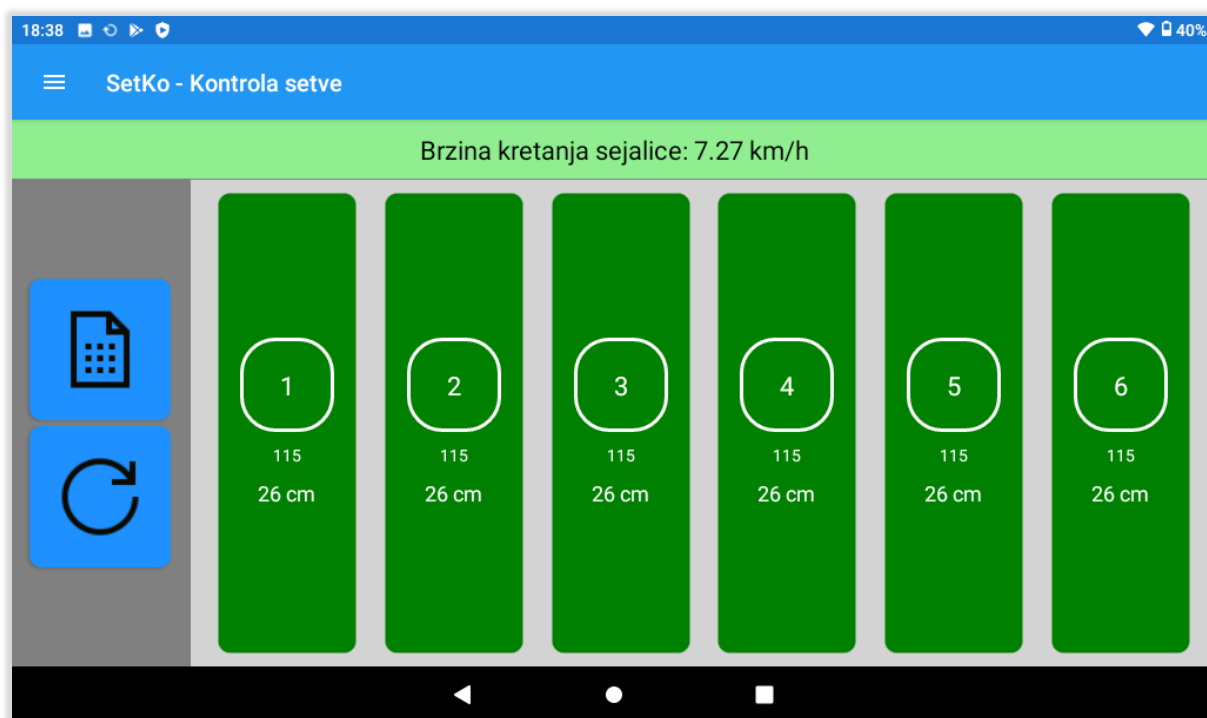 18:38 40%
SetKo - Kontrola setve
Brzina kretanja sejalice: 7.27 km/h
1 2 3 4 5 6
115 115 115 115 115 115
26 cm 26 cm 26 cm 26 cm 26 cm 26 cm